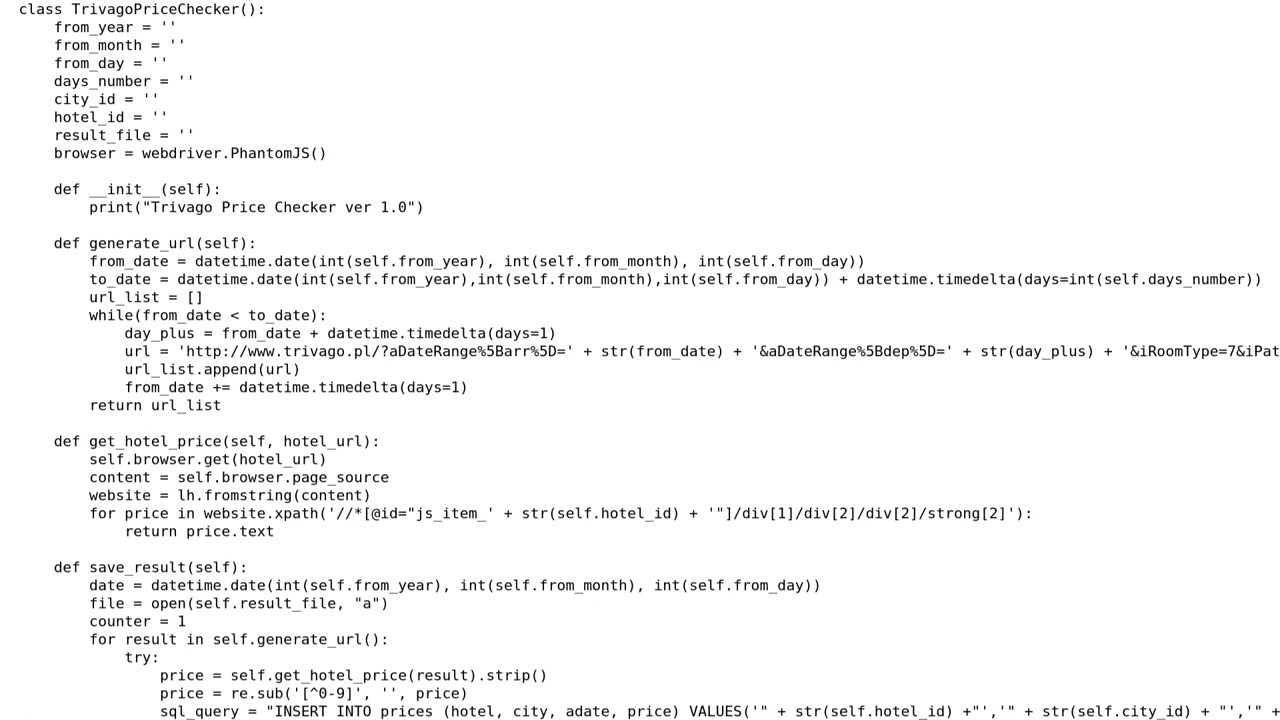 class TrivagoPriceChecker():
    from_year = ''
    from_month = ''
    from_day = ''
    days_number = ''
    city_id = ''
    hotel_id = ''
    result_file = ''
    browser = webdriver.PhantomJS()

    def __init__(self):
        print("Trivago Price Checker ver 1.0")

    def generate_url(self):
        from_date = datetime.date(int(self.from_year), int(self.from_month), int(self.from_day))
        to_date = datetime.date(int(self.from_year),int(self.from_month),int(self.from_day)) + datetime.timedelta(days=int(self.days_number))
        url_list = []
        while(from_date < to_date):
            day_plus = from_date + datetime.timedelta(days=1)
            url = 'http://www.trivago.pl/?aDateRange%5Barr%5D=' + str(from_date) + '&aDateRange%5Bdep%5D=' + str(day_plus) + '&iRoomType=7&iPat
            url_list.append(url)
            from_date += datetime.timedelta(days=1)
        return url_list

    def get_hotel_price(self, hotel_url):
        self.browser.get(hotel_url)
        content = self.browser.page_source
        website = lh.fromstring(content)
        for price in website.xpath('//*[@id="js_item_' + str(self.hotel_id) + '"]/div[1]/div[2]/div[2]/strong[2]'):
            return price.text

    def save_result(self):
        date = datetime.date(int(self.from_year), int(self.from_month), int(self.from_day))
        file = open(self.result_file, "a")
        counter = 1
        for result in self.generate_url():
            try:
                price = self.get_hotel_price(result).strip()
                price = re.sub('[^0-9]', '', price)
                sql_query = "INSERT INTO prices (hotel, city, adate, price) VALUES('" + str(self.hotel_id) +"','" + str(self.city_id) + "','" +